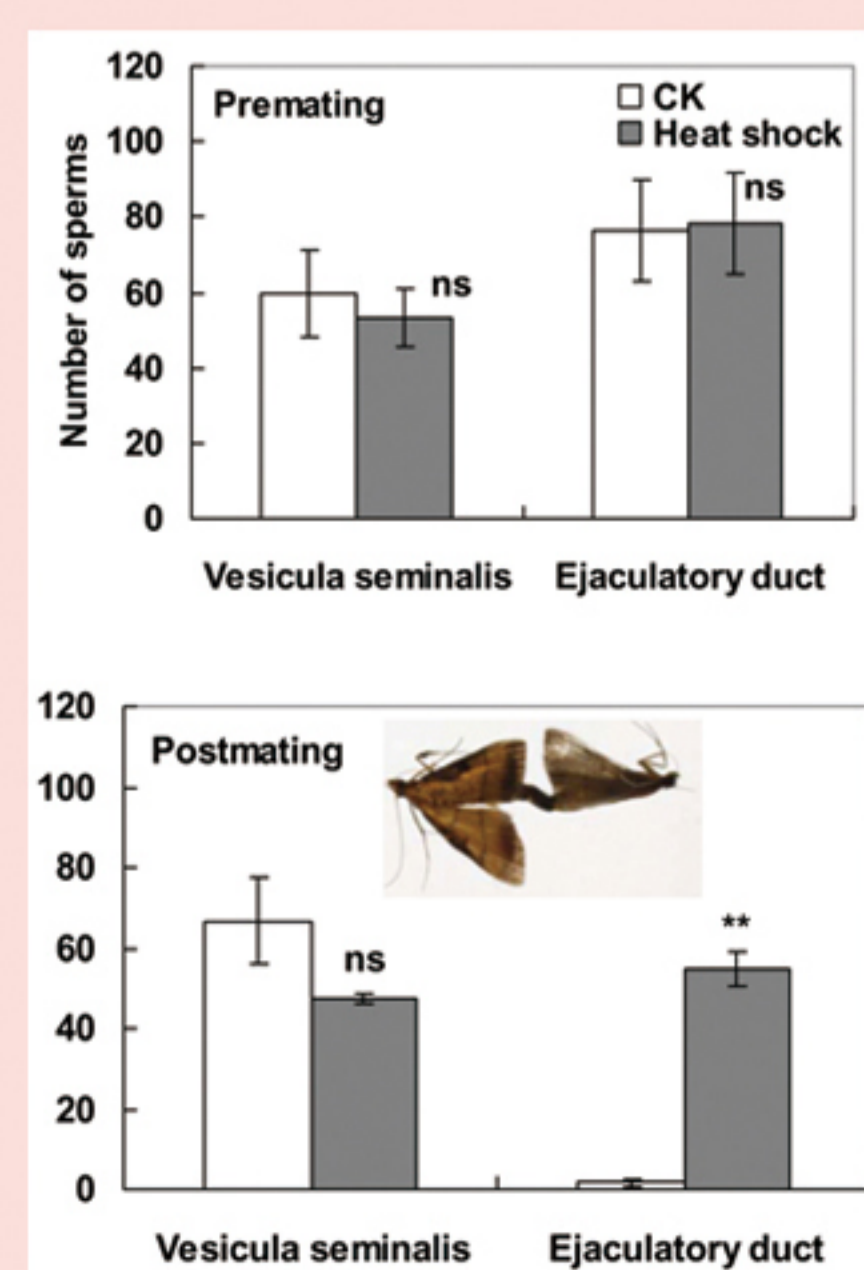 120
Premating
CK
100
Heat shock
ns
80
ns
60
40
20
0
Number of sperms
Vesicula seminalis
Ejaculatory duct
120
Postmating
100
80
**
60
ns
40
20
0
Vesicula seminalis
Ejaculatory duct